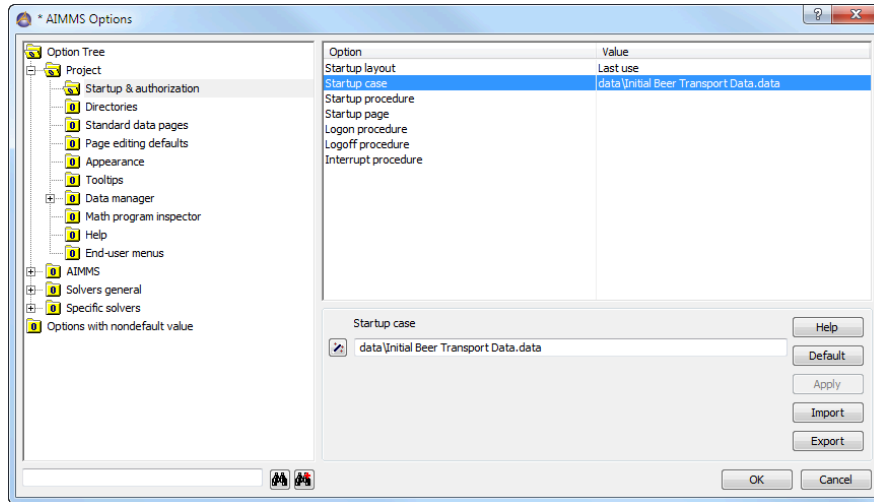 * AIMMS Options
Option Tree
Project
Startup & authorization
Directories
Standard data pages
Page editing defaults
Appearance
Tooltips
Data manager
Math program inspector
Help
End-user menus
AIMMS
Solvers general
Specific solvers
Options with nondefault value
Option Value
Startup layout Last use
Startup case data\Initial Beer Transport Data.data
Startup procedure
Startup page
Logon procedure
Logoff procedure
Interrupt procedure
Startup case
data\Initial Beer Transport Data.data
Help
Default
Apply
Import
Export
OK Cancel